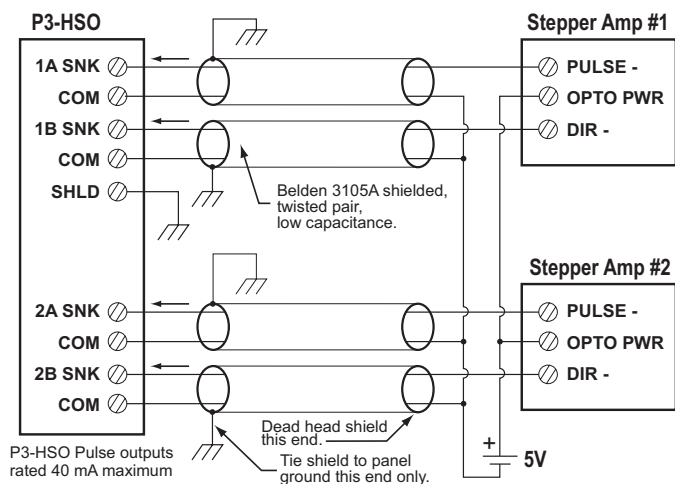 P3-HSO
Stepper Amp #1
1A SNK
COM
1B SNK
COM
SHLD
PULSE -
OPTO PWR
DIR -
Belden 3105A shielded,
twisted pair,
low capacitance.
Stepper Amp #2
2A SNK
COM
2B SNK
COM
PULSE -
OPTO PWR
DIR -
Dead head shield
this end.
Tie shield to panel
ground this end only.
+
5V
P3-HSO Pulse outputs
rated 40 mA maximum